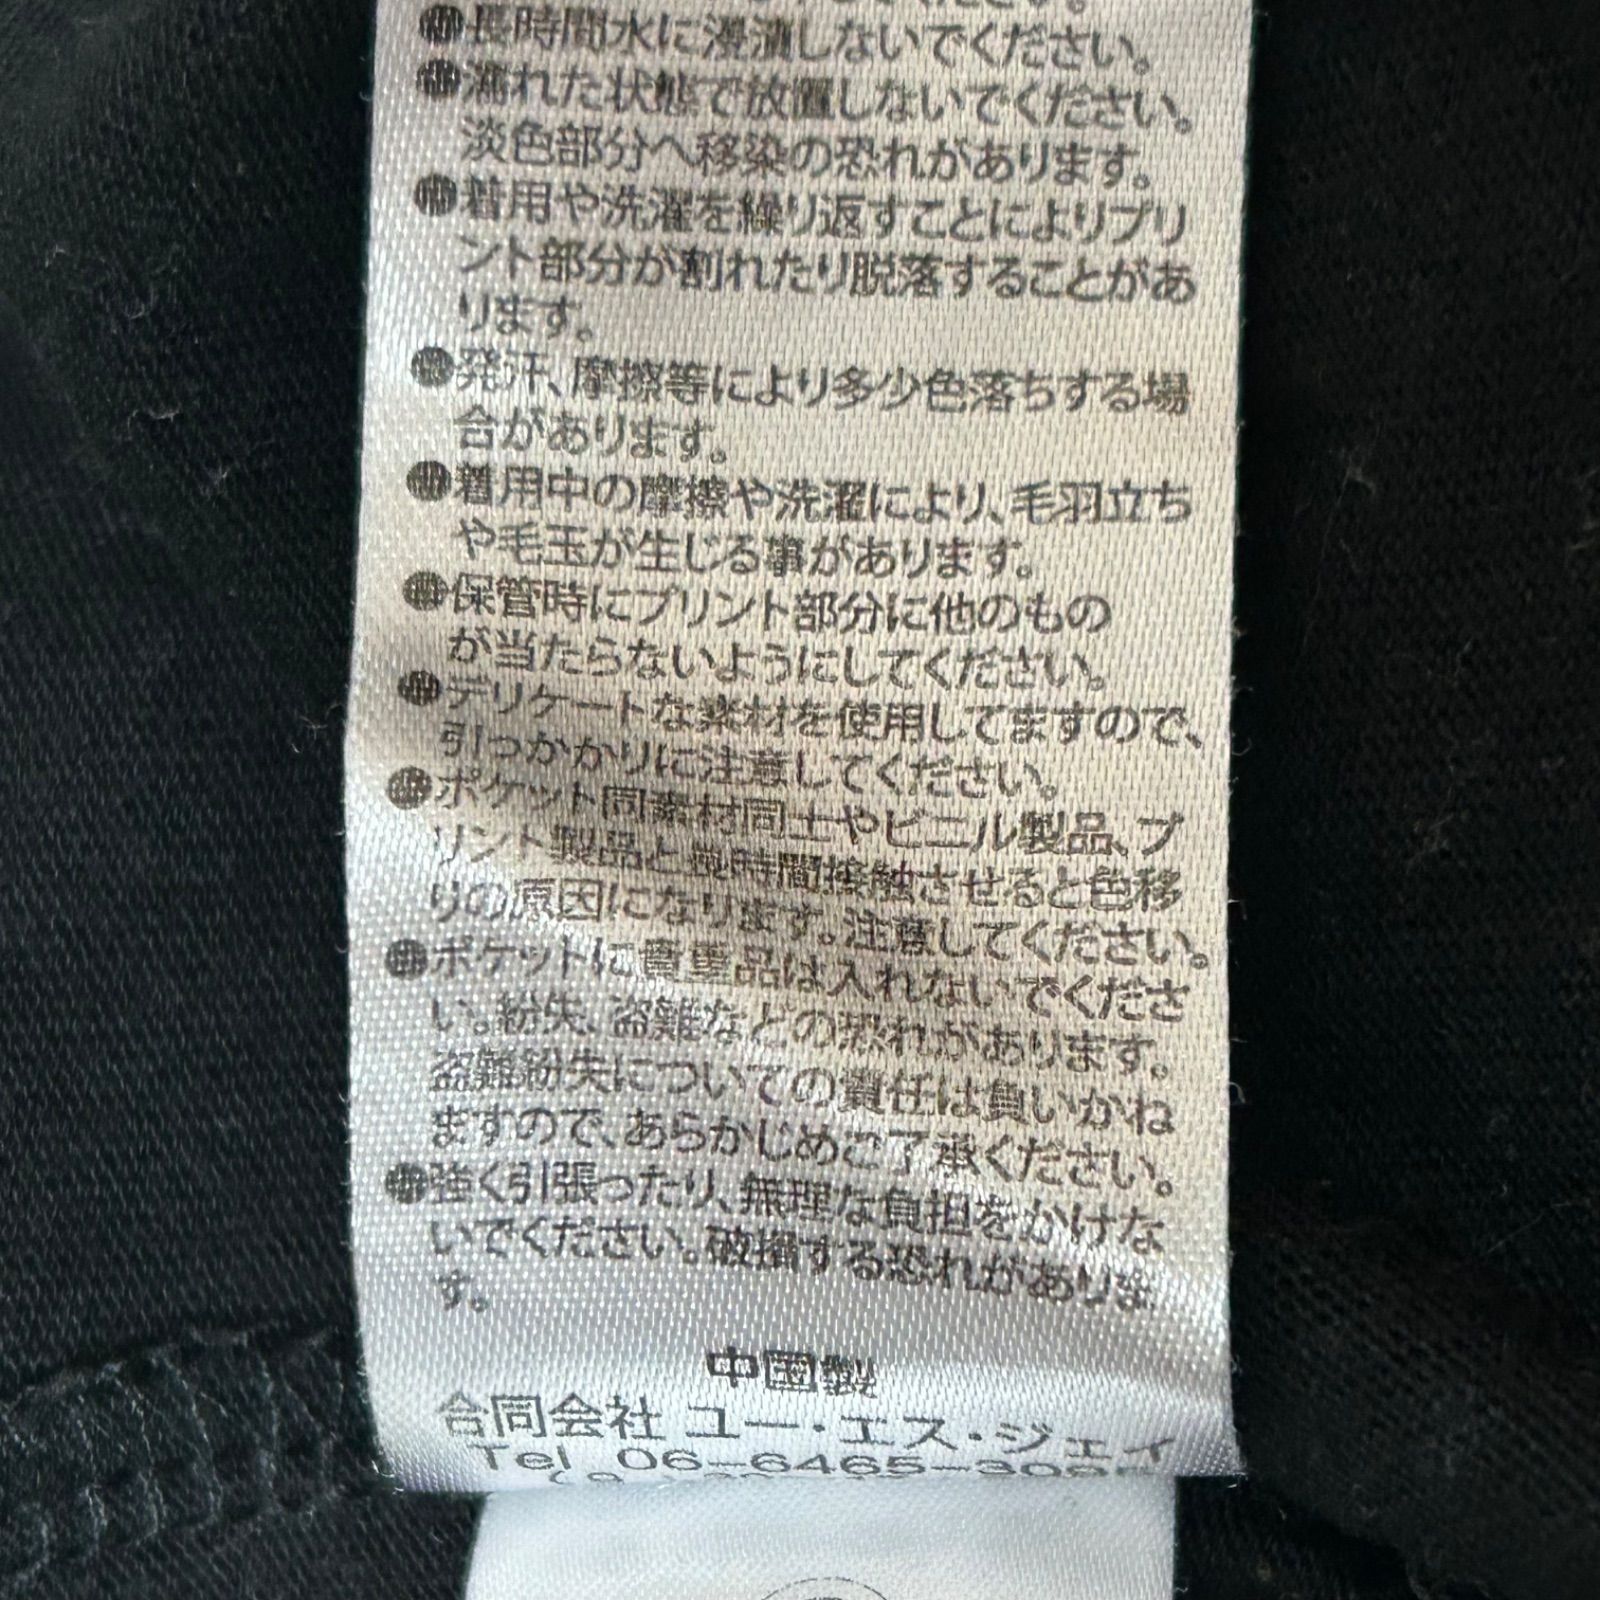 ください。
●長時間水に浸漬しないでください。
●濡れた状態で放置しないでください。
淡色部分へ移染の恐れがあります。
●着用や洗濯を繰り返すことによりプリ
ント部分が割れたり脱落することがあ
ります。
●発汗、摩擦等により多少色落ちする場
合があります。
●着用中の摩擦や洗濯により、毛羽立ち
や毛玉が生じる事があります。
●保管時にプリント部分に他のもの
が当たらないようにしてください。
●デリケートな素材を使用してますので、
引っかかりに注意してください。
●ポケット同素材同士やビニル製品、プ
リント製品と長時間接触させると色移
りの原因になります。注意してください。
●ポケットに貴重品は入れないでくださ
い。紛失、盗難などの恐れがあります。
盗難紛失についての責任は負いかね
ますので、あらかじめご了承ください。
●強く引張ったり、無理な負担をかけな
いでください。破損する恐れがありま
す。
中国製
合同会社 ユー・エス・ジェイ
Tel 06-6465-